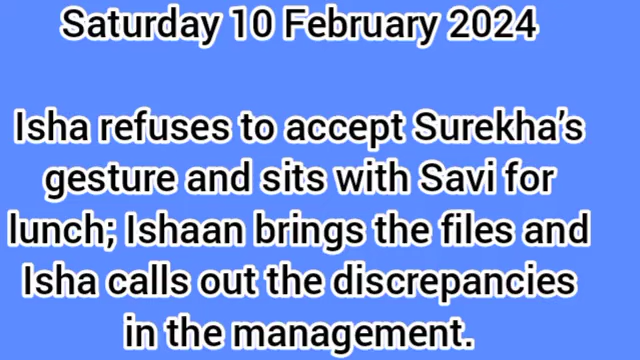 Saturday 10 February 2024
Isha refuses to accept Surekha's
gesture and sits with Savi for
lunch; Ishaan brings the files and
Isha calls out the discrepancies
in the management.